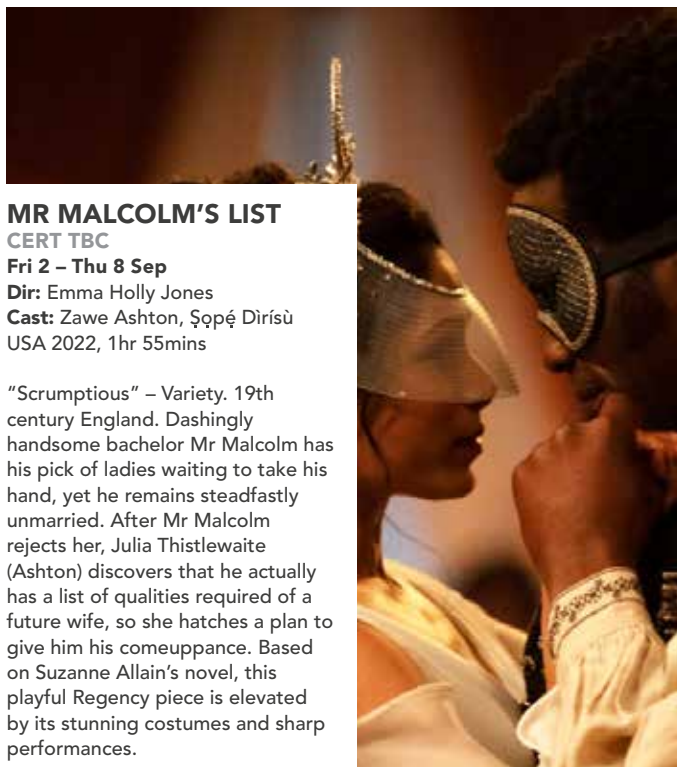 MR MALCOLM'S LIST
CERT TBC
Fri 2 – Thu 8 Sep
Dir: Emma Holly Jones
Cast: Zawe Ashton, Ṣọpẹ́ Dìrísù
USA 2022, 1hr 55mins
“Scrumptious” – Variety. 19th
century England. Dashingly
handsome bachelor Mr Malcolm has
his pick of ladies waiting to take his
hand, yet he remains steadfastly
unmarried. After Mr Malcolm
rejects her, Julia Thistlewaite
(Ashton) discovers that he actually
has a list of qualities required of a
future wife, so she hatches a plan to
give him his comeuppance. Based
on Suzanne Allain’s novel, this
playful Regency piece is elevated
by its stunning costumes and sharp
performances.